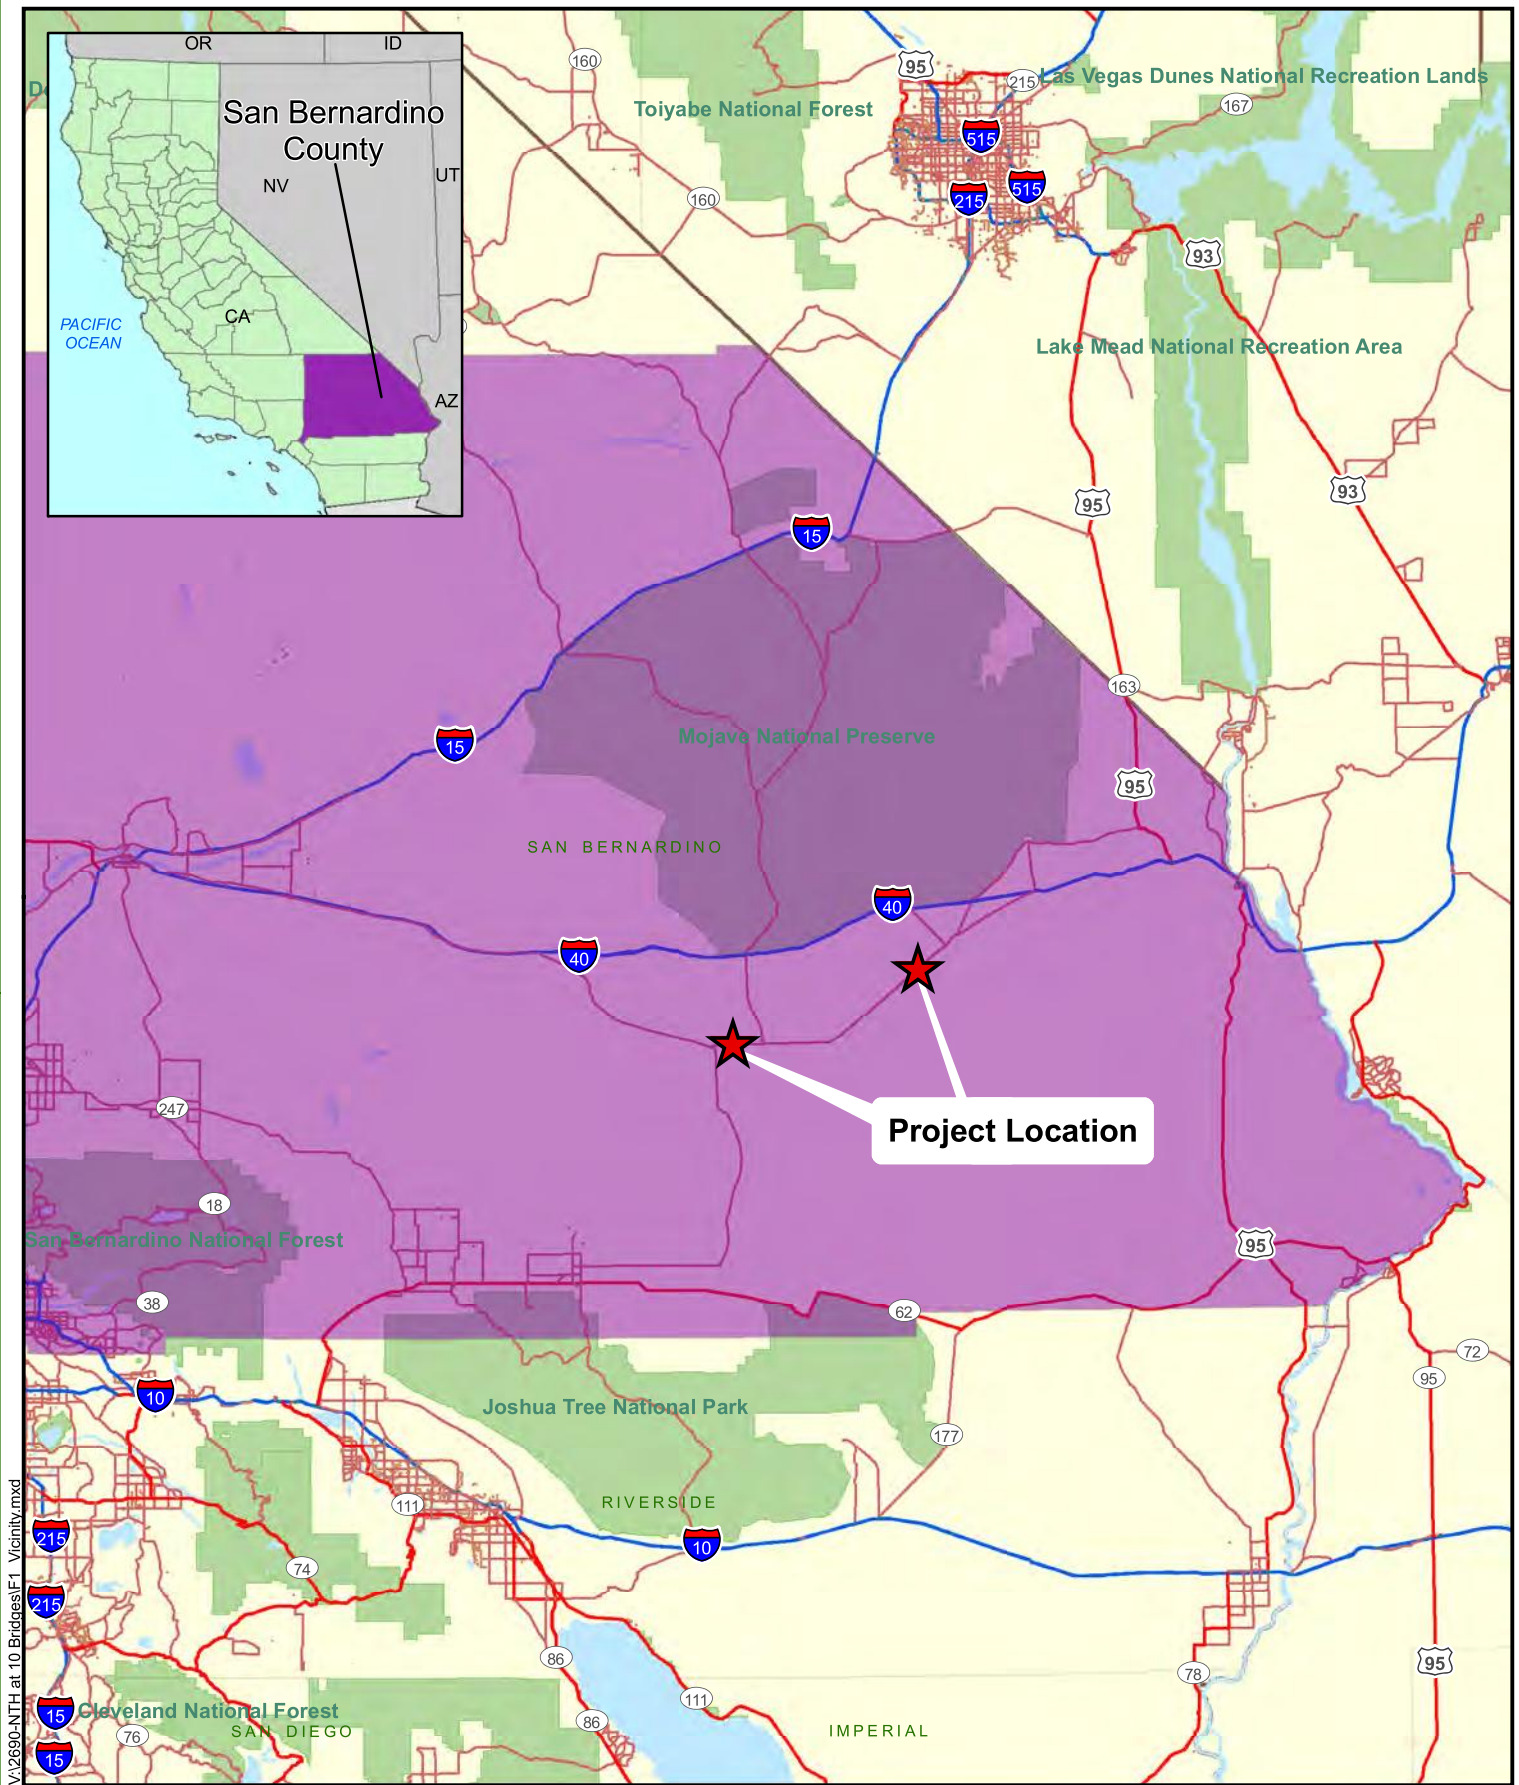 OR
ID
San Bernardino
County
NV
UT
CA
PACIFIC
OCEAN
AZ
160
95
215
Las Vegas Dunes National Recreation Lands
Toiyabe National Forest
167
515
160
215
515
93
Lake Mead National Recreation Area
95
93
15
163
15
Mojave National Preserve
95
SAN BERNARDINO
40
40
Project Location
247
18
San Bernardino National Forest
95
38
62
72
10
95
Joshua Tree National Park
177
RIVERSIDE
111
215
10
74
215
86
95
78
111
15
Cleveland National Forest
86
76
SAN DIEGO
IMPERIAL
15
V:\2690-NTH at 10 Bridges\F1 Vicinity.mxd